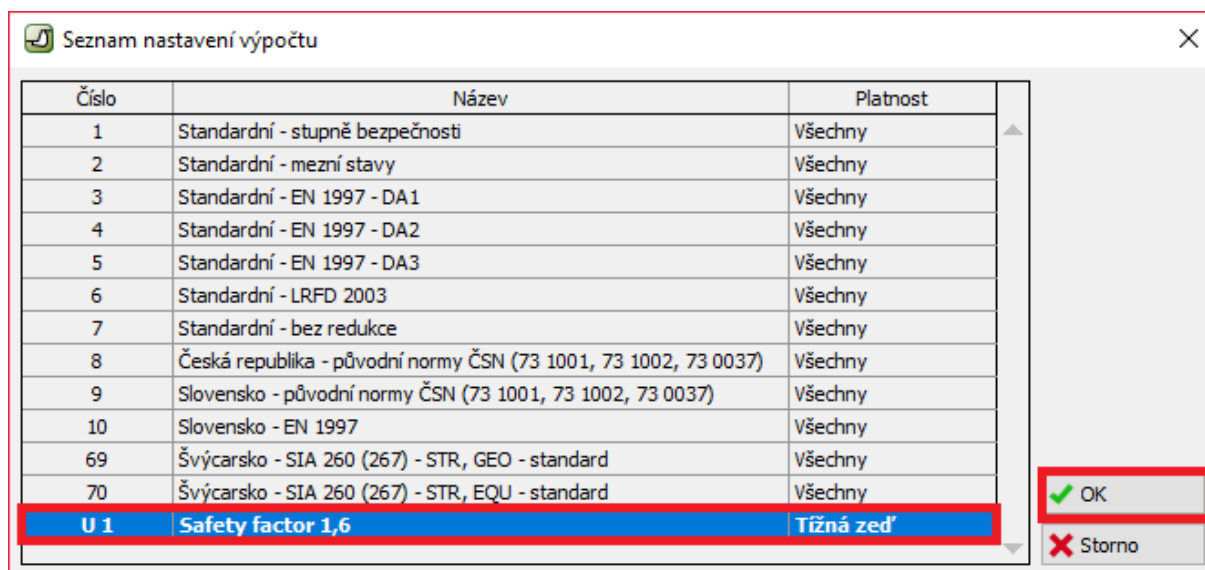 Seznam nastavení výpočtu
Číslo Název Platnost
1 Standardní - stupně bezpečnosti Všechny
2 Standardní - mezní stavy Všechny
3 Standardní - EN 1997 - DA1 Všechny
4 Standardní - EN 1997 - DA2 Všechny
5 Standardní - EN 1997 - DA3 Všechny
6 Standardní - LRFD 2003 Všechny
7 Standardní - bez redukce Všechny
8 Česká republika - původní normy ČSN (73 1001, 73 1002, 73 0037) Všechny
9 Slovensko - původní normy ČSN (73 1001, 73 1002, 73 0037) Všechny
10 Slovensko - EN 1997 Všechny
69 Švýcarsko - SIA 260 (267) - STR, GEO - standard Všechny
70 Švýcarsko - SIA 260 (267) - STR, EQU - standard Všechny
U 1 Safety factor 1,6 Tížná zeď
OK
Storno